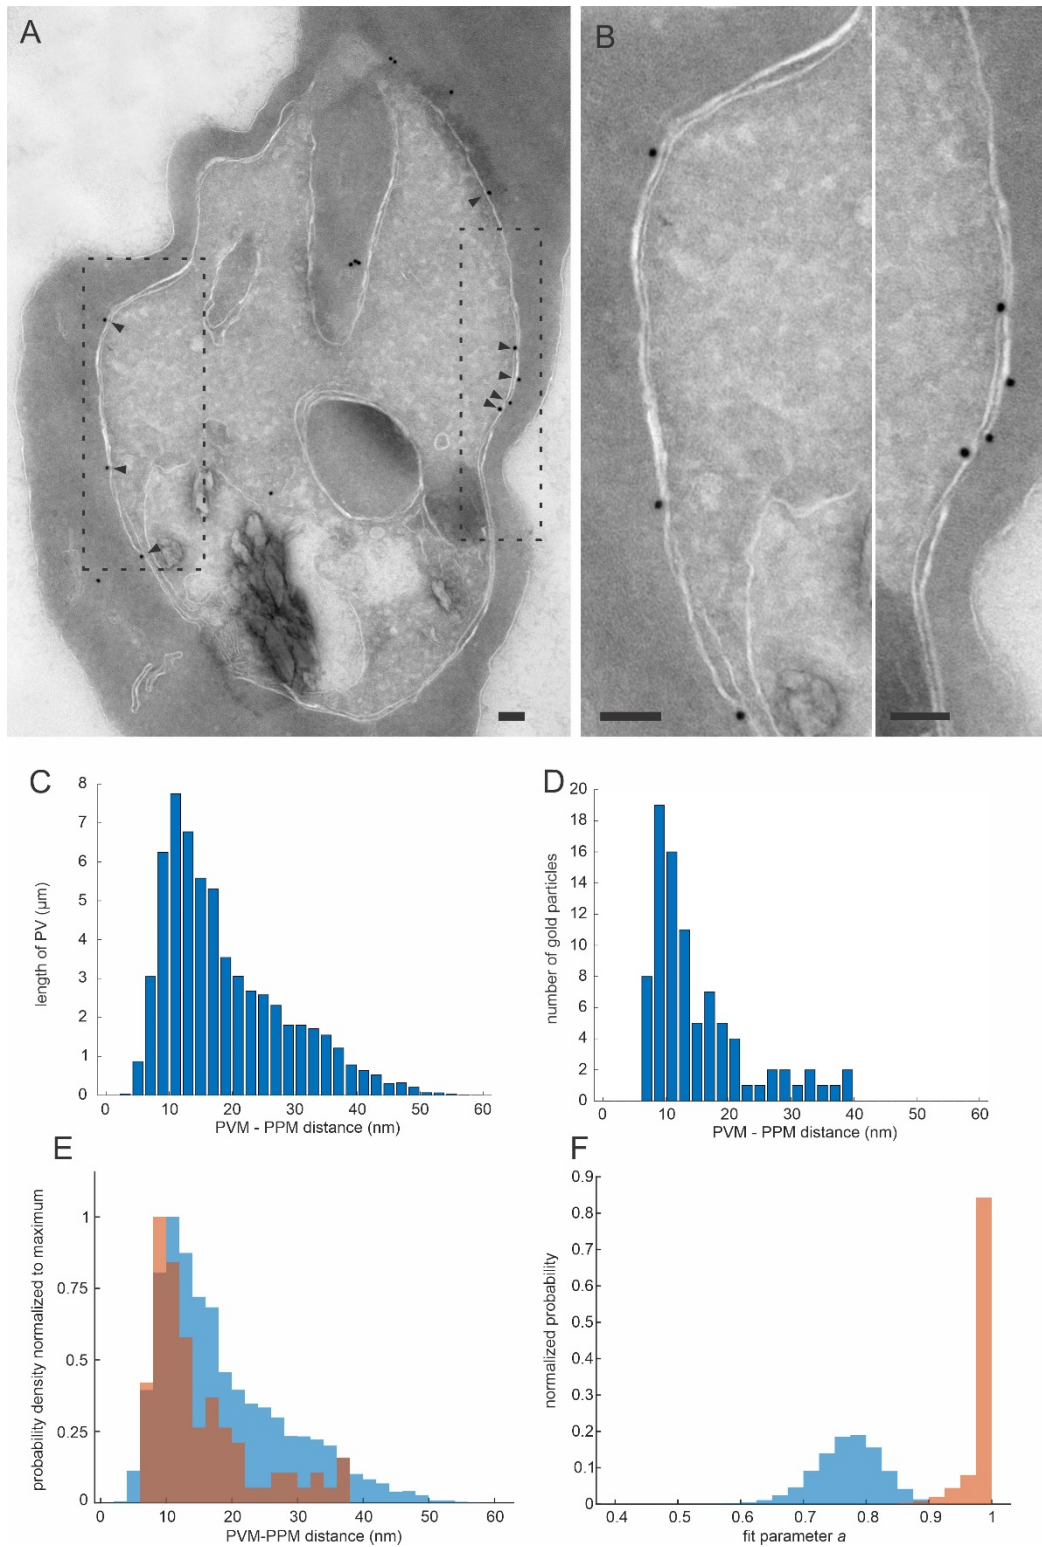 A
B
C
8
7
6
5
4
3
2
1
0
length of PV (µm)
0 10 20 30 40 50 60
PVM - PPM distance (nm)
D
20
18
16
14
12
10
8
6
4
2
0
number of gold particles
0 10 20 30 40 50 60
PVM - PPM distance (nm)
E
1
0.75
0.5
0.25
0
probability density normalized to maximum
0 10 20 30 40 50 60
PVM-PPM distance (nm)
F
0.9
0.8
0.7
0.6
0.5
0.4
0.3
0.2
0.1
0
normalized probability
0.4 0.5 0.6 0.7 0.8 0.9 1
fit parameter a